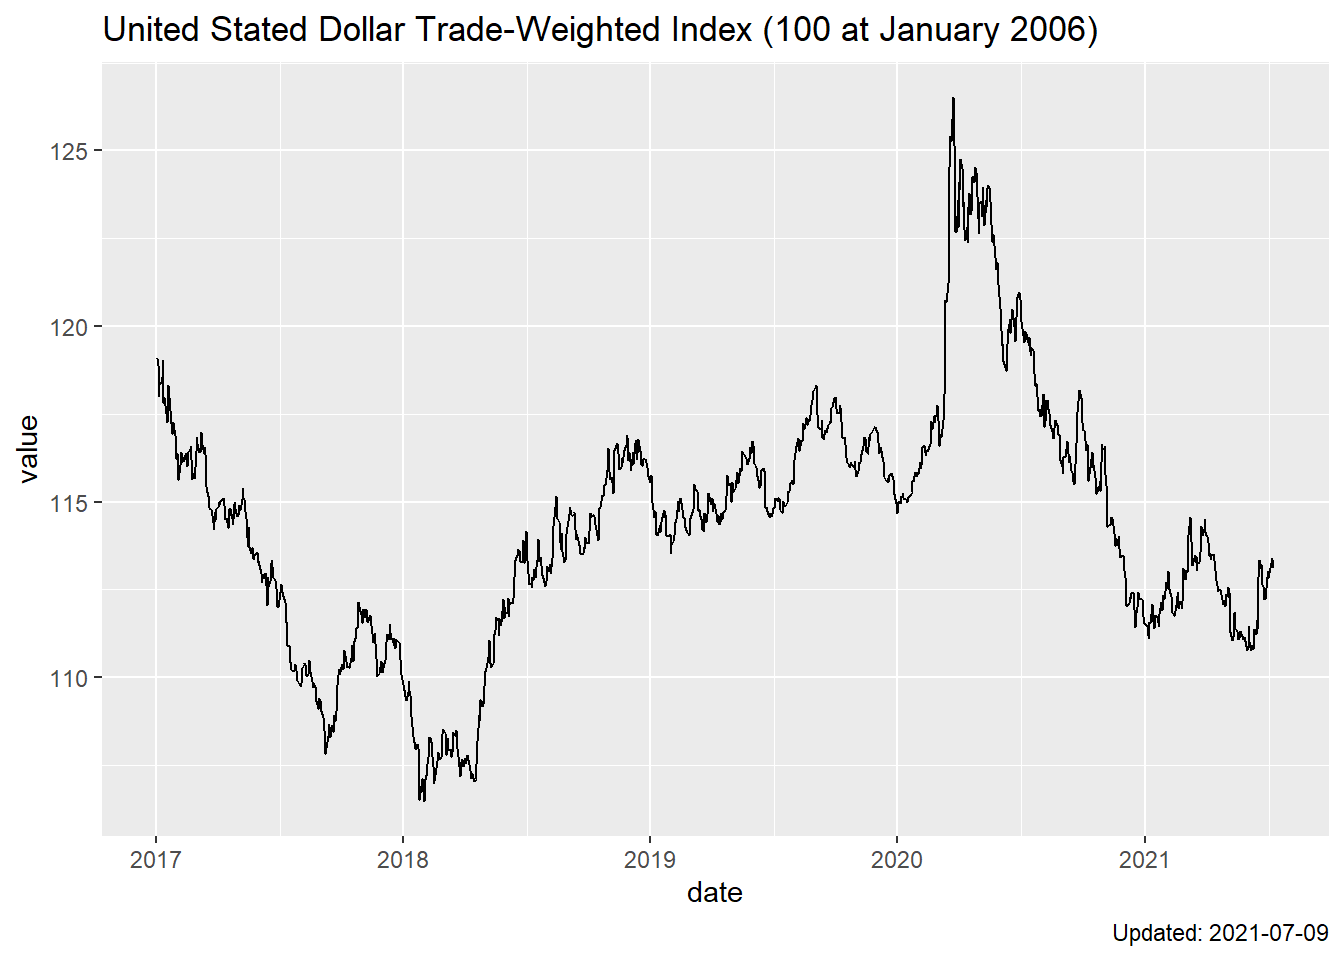 United Stated Dollar Trade-Weighted Index (100 at January 2006)
125
120
115
110
value
2017 2018 2019 2020 2021
date
Updated: 2021-07-09